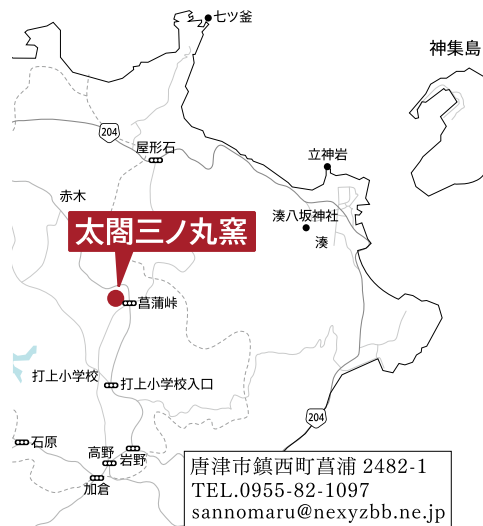 七ツ釜
神集島
204
屋形石
立神岩
赤木
湊八坂神社
湊
太閤三ノ丸窯
菖蒲峠
打上小学校
打上小学校入口
204
石原
高野
岩野
加倉
唐津市鎮西町菖浦 2482-1
TEL.0955-82-1097
sannomaru@nexyzbb.ne.jp